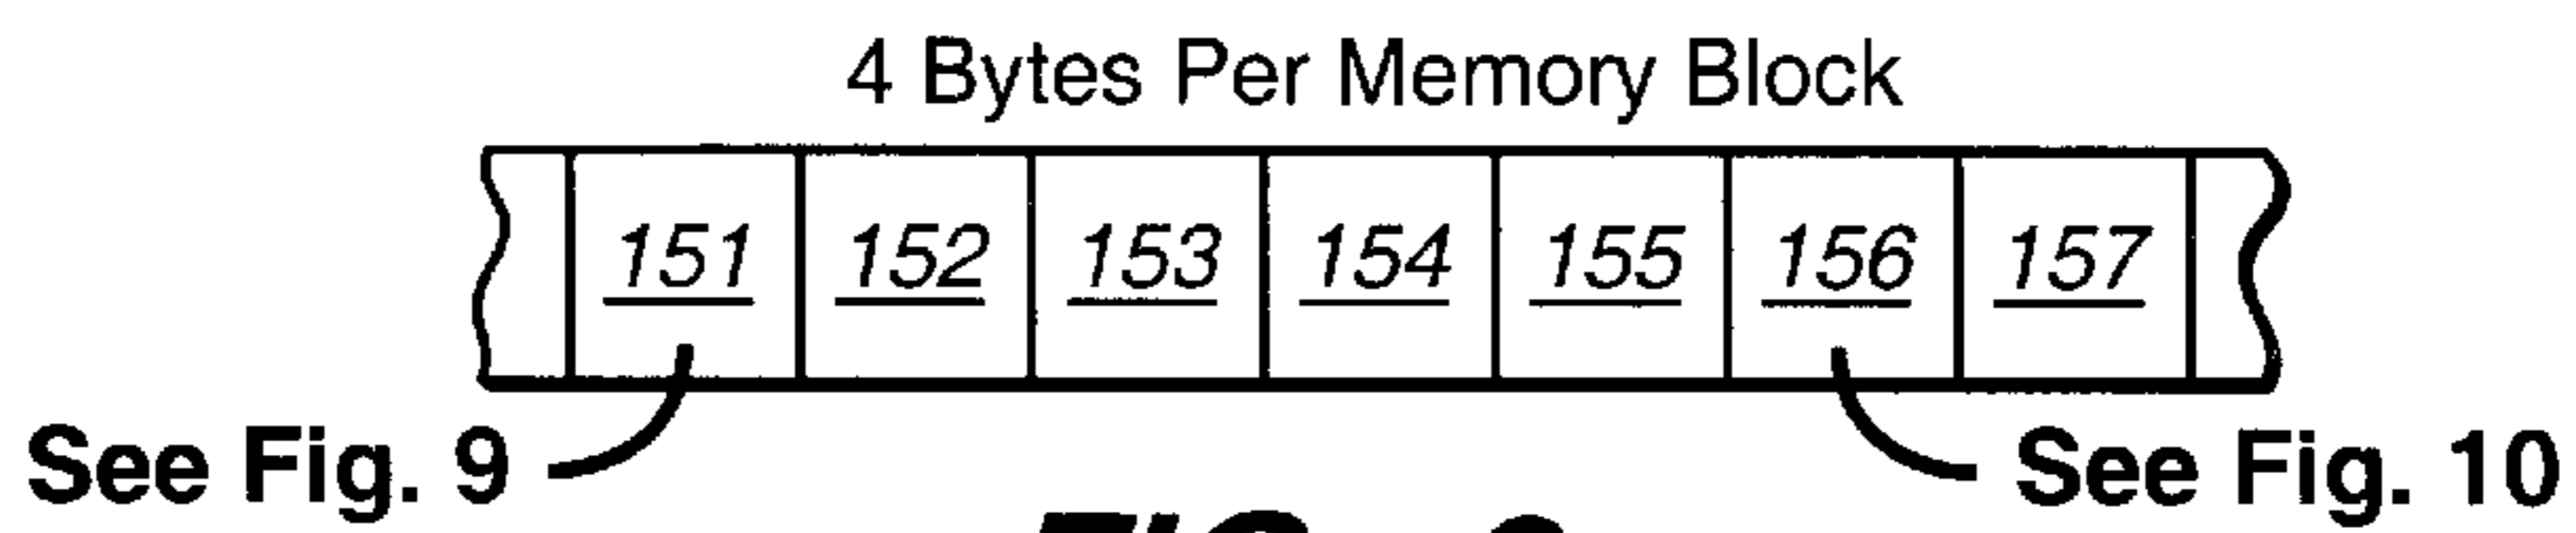 4 Bytes Per Memory Block
151 152 153 154 155 156 157
See Fig. 9 See Fig. 10